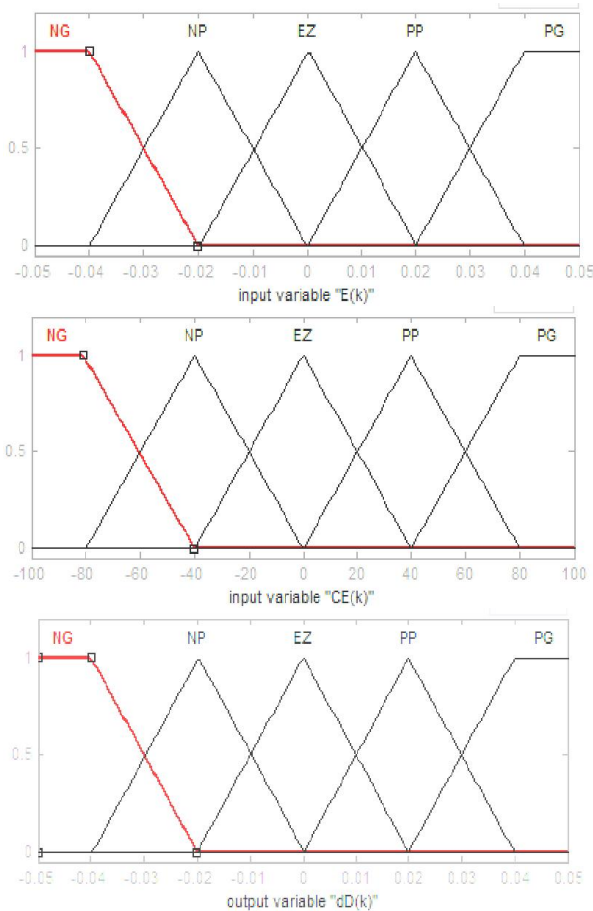 NG NP EZ PP PG
1
0.5
0
-0.05 -0.04 -0.03 -0.02 -0.01 0 0.01 0.02 0.03 0.04 0.05
input variable "E(k)"
NG NP EZ PP PG
1
0.5
0
-100 -80 -60 -40 -20 0 20 40 60 80 100
input variable "CE(k)"
NG NP EZ PP PG
1
0.5
0
-0.05 -0.04 -0.03 -0.02 -0.01 0 0.01 0.02 0.03 0.04 0.05
output variable "dD(k)"